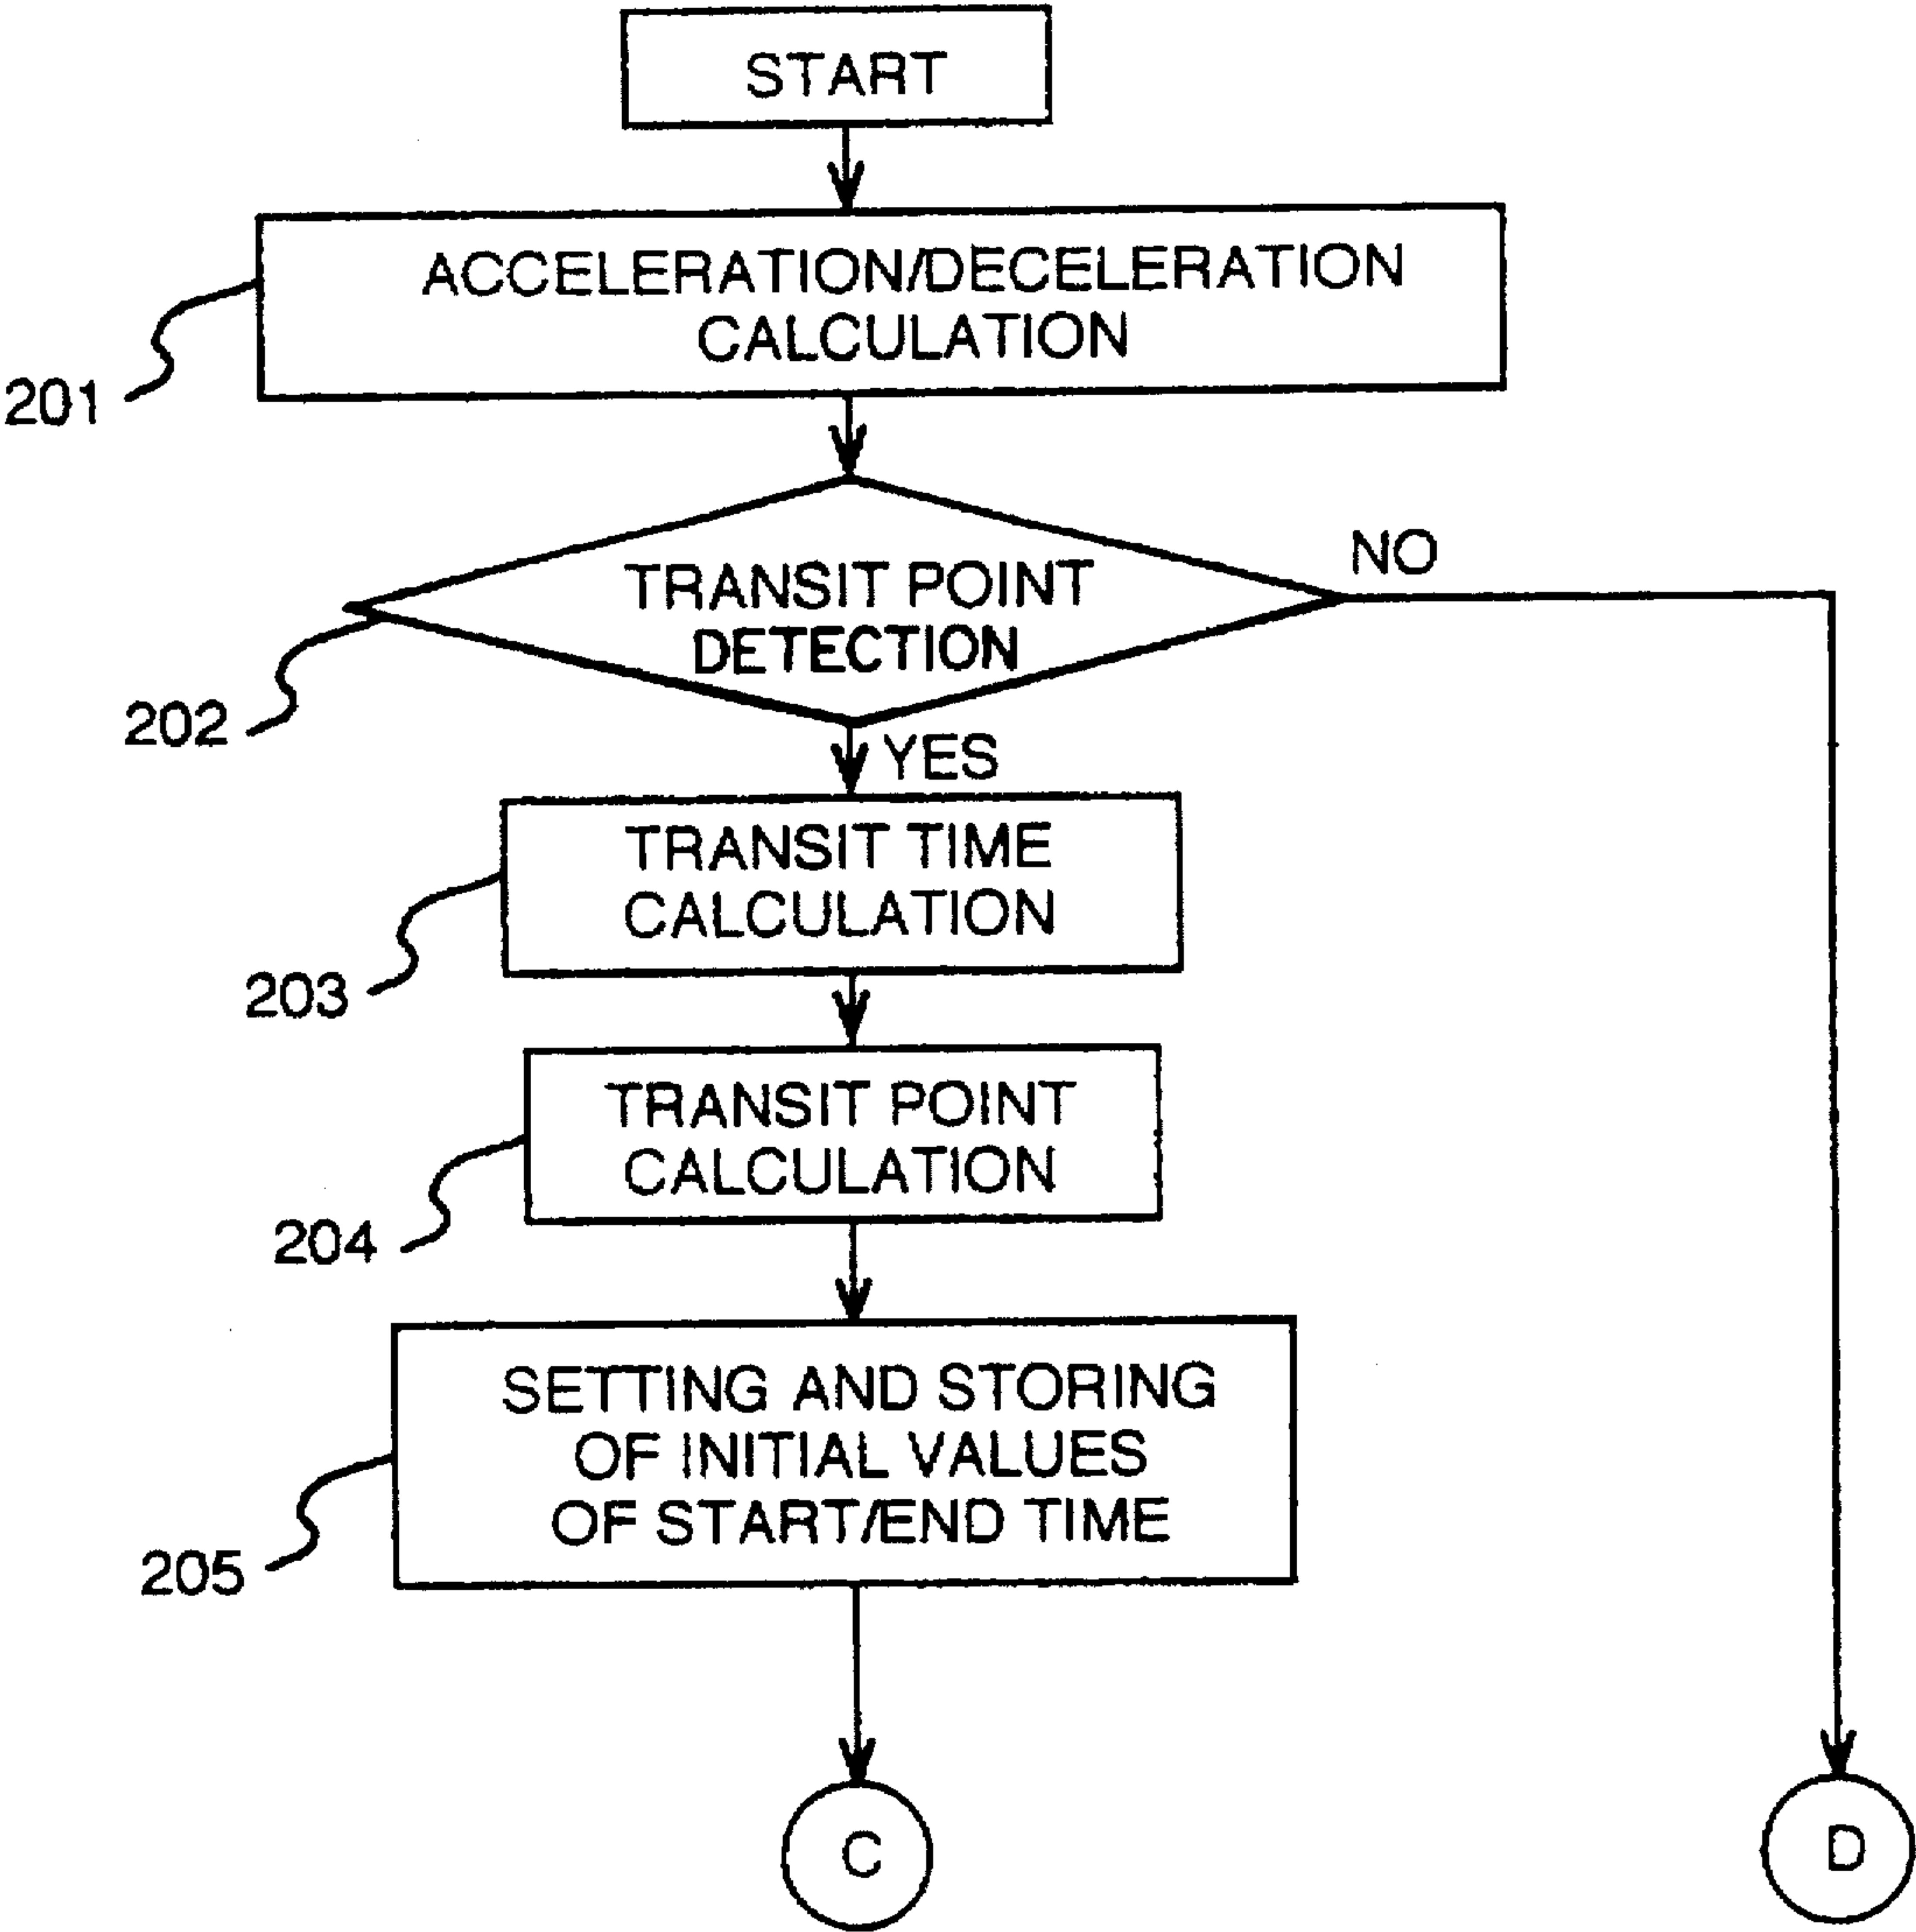 START
ACCELERATION/DECELERATION
CALCULATION
201
NO
TRANSIT POINT
DETECTION
202
YES
TRANSIT TIME
CALCULATION
203
TRANSIT POINT
CALCULATION
204
SETTING AND STORING
OF INITIAL VALUES
OF START/END TIME
205
C
D